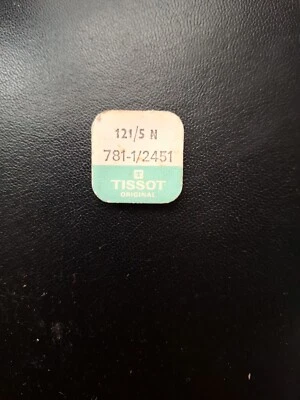 121/5 N
781-1/2451
T
TISSOT
ORIGINAL